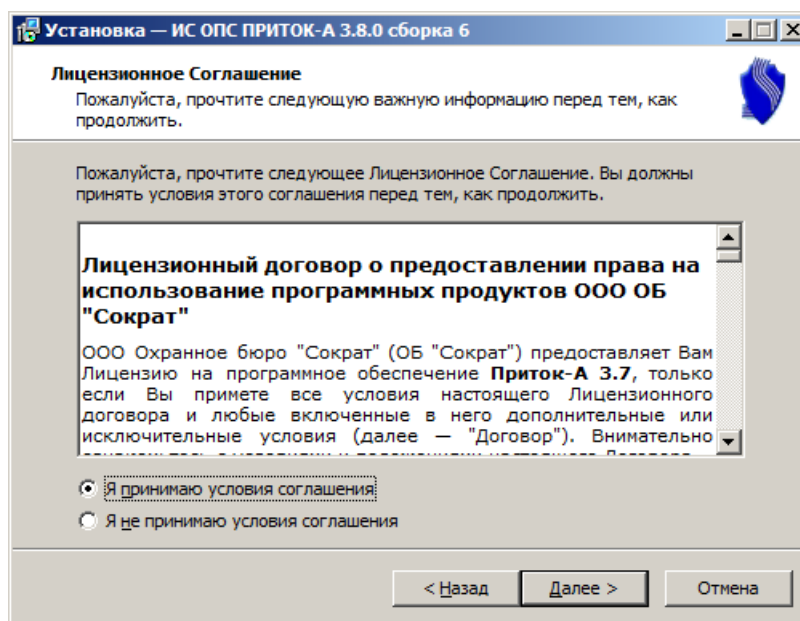 Установка — ИС ОПС ПРИТОК-А 3.8.0 сборка 6
Лицензионное Соглашение
Пожалуйста, прочтите следующую важную информацию перед тем, как
продолжить.
Пожалуйста, прочтите следующее Лицензионное Соглашение. Вы должны
принять условия этого соглашения перед тем, как продолжить.
Лицензионный договор о предоставлении права на
использование программных продуктов ООО ОБ
"Сократ"
ООО Охранное бюро "Сократ" (ОБ "Сократ") предоставляет Вам
Лицензию на программное обеспечение Приток-А 3.7, только
если Вы примете все условия настоящего Лицензионного
договора и любые включенные в него дополнительные или
исключительные условия (далее — "Договор"). Внимательно
Я принимаю условия соглашения
Я не принимаю условия соглашения
< Назад
Далее >
Отмена